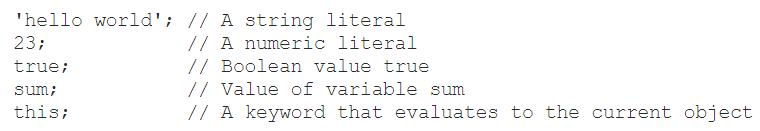 'hello world'; // A string literal
23;            // A numeric literal
true;          // Boolean value true
sum;           // Value of variable sum
this;          // A keyword that evaluates to the current object